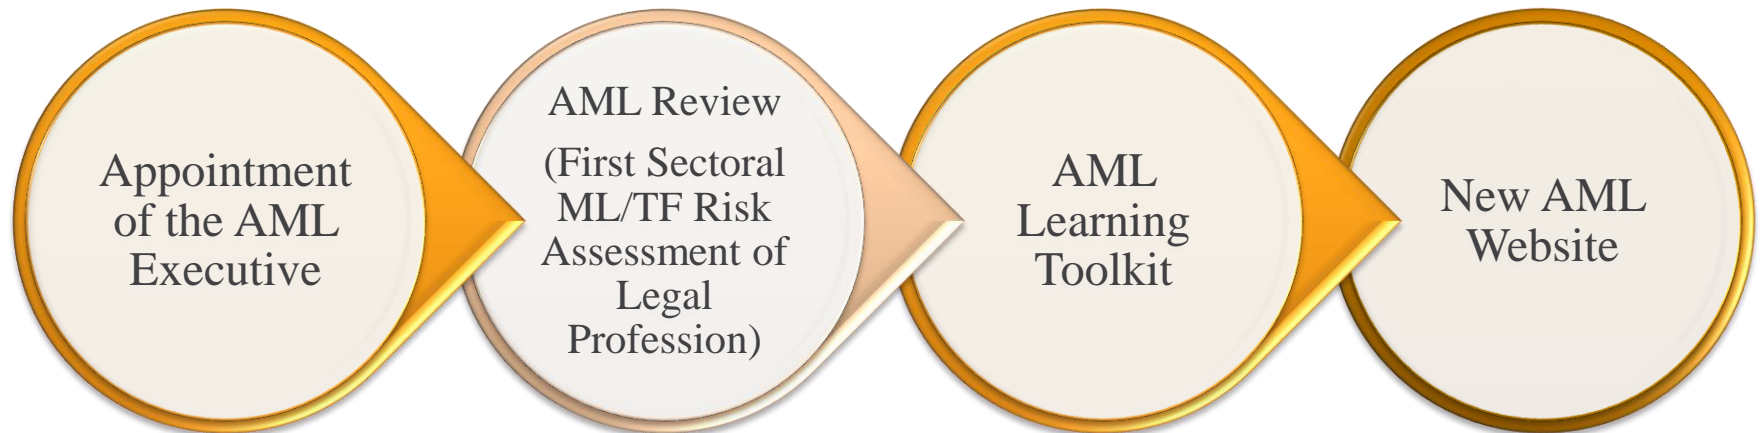 Appointment
of the AML
Executive
AML Review
(First Sectoral
ML/TF Risk
Assessment of
Legal
Profession)
AML
Learning
Toolkit
New AML
Website